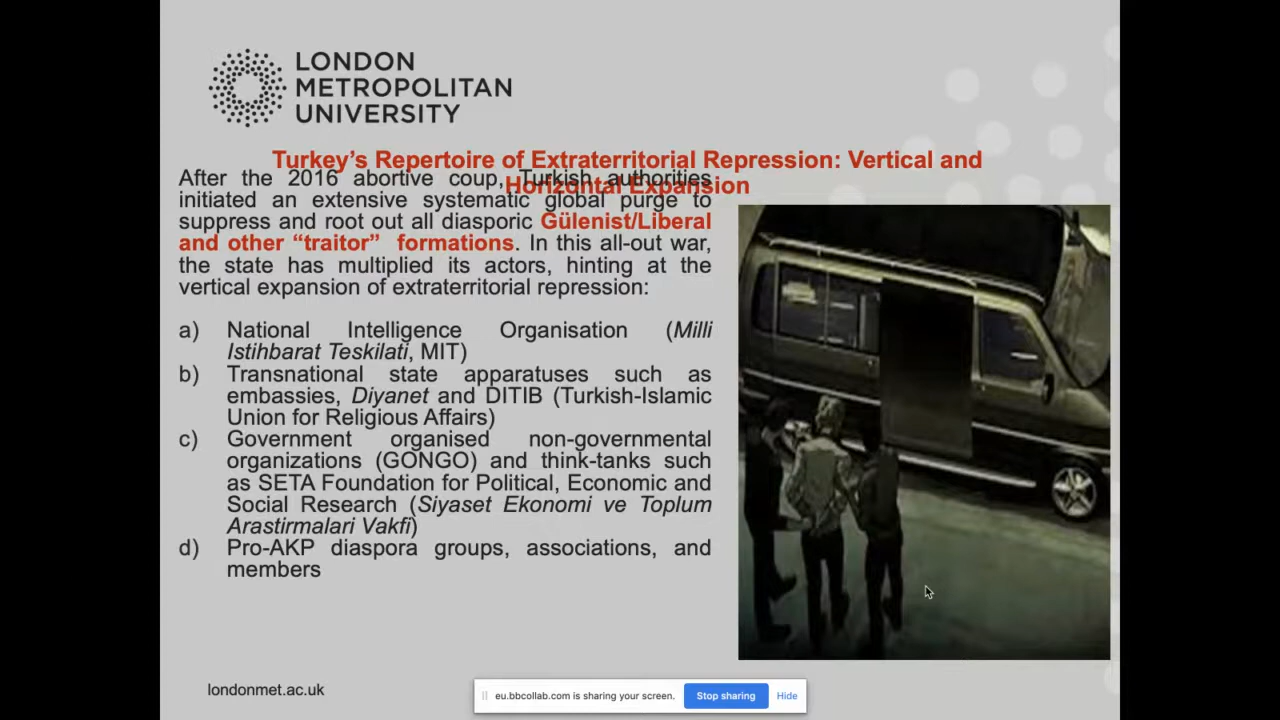 LONDON
METROPOLITAN
UNIVERSITY
Turkey’s Repertoire of Extraterritorial Repression: Vertical and
Horizontal Expansion
After the 2016 abortive coup, Turkish authorities
initiated an extensive systematic global purge to
suppress and root out all diasporic Gülenist/Liberal
and other “traitor” formations. In this all-out war,
the state has multiplied its actors, hinting at the
vertical expansion of extraterritorial repression:
a) National Intelligence Organisation (Milli
Istihbarat Teskilati, MIT)
b) Transnational state apparatuses such as
embassies, Diyanet and DITIB (Turkish-Islamic
Union for Religious Affairs)
c) Government organised non-governmental
organizations (GONGO) and think-tanks such
as SETA Foundation for Political, Economic and
Social Research (Siyaset Ekonomi ve Toplum
Arastirmalari Vakfi)
d) Pro-AKP diaspora groups, associations, and
members
londonmet.ac.uk
eu.bbcollab.com is sharing your screen.
Stop sharing
Hide